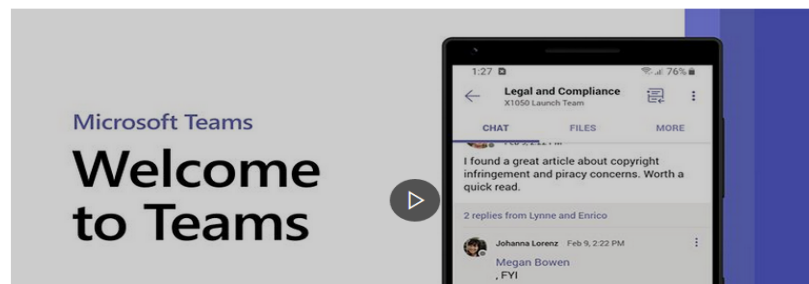 Microsoft Teams
Welcome
to Teams
1:27
76%
Legal and Compliance
X1050 Launch Team
CHAT FILES MORE
I found a great article about copyright
infringement and piracy concerns. Worth a
quick read.
2 replies from Lynne and Enrico
Johanna Lorenz Feb 9, 2:22 PM
Megan Bowen
, FYI